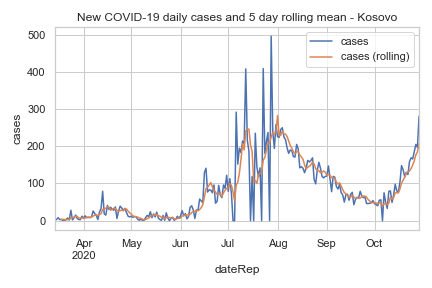 New COVID-19 daily cases and 5 day rolling mean - Kosovo
cases
cases (rolling)
500
400
300
200
100
0
cases
Apr
2020
May
Jun
Jul
Aug
Sep
Oct
dateRep